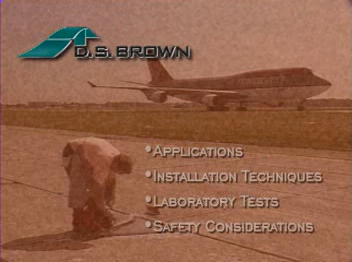 D.S. BROWN
• Applications
• Installation Techniques
• Laboratory Tests
• Safety Considerations